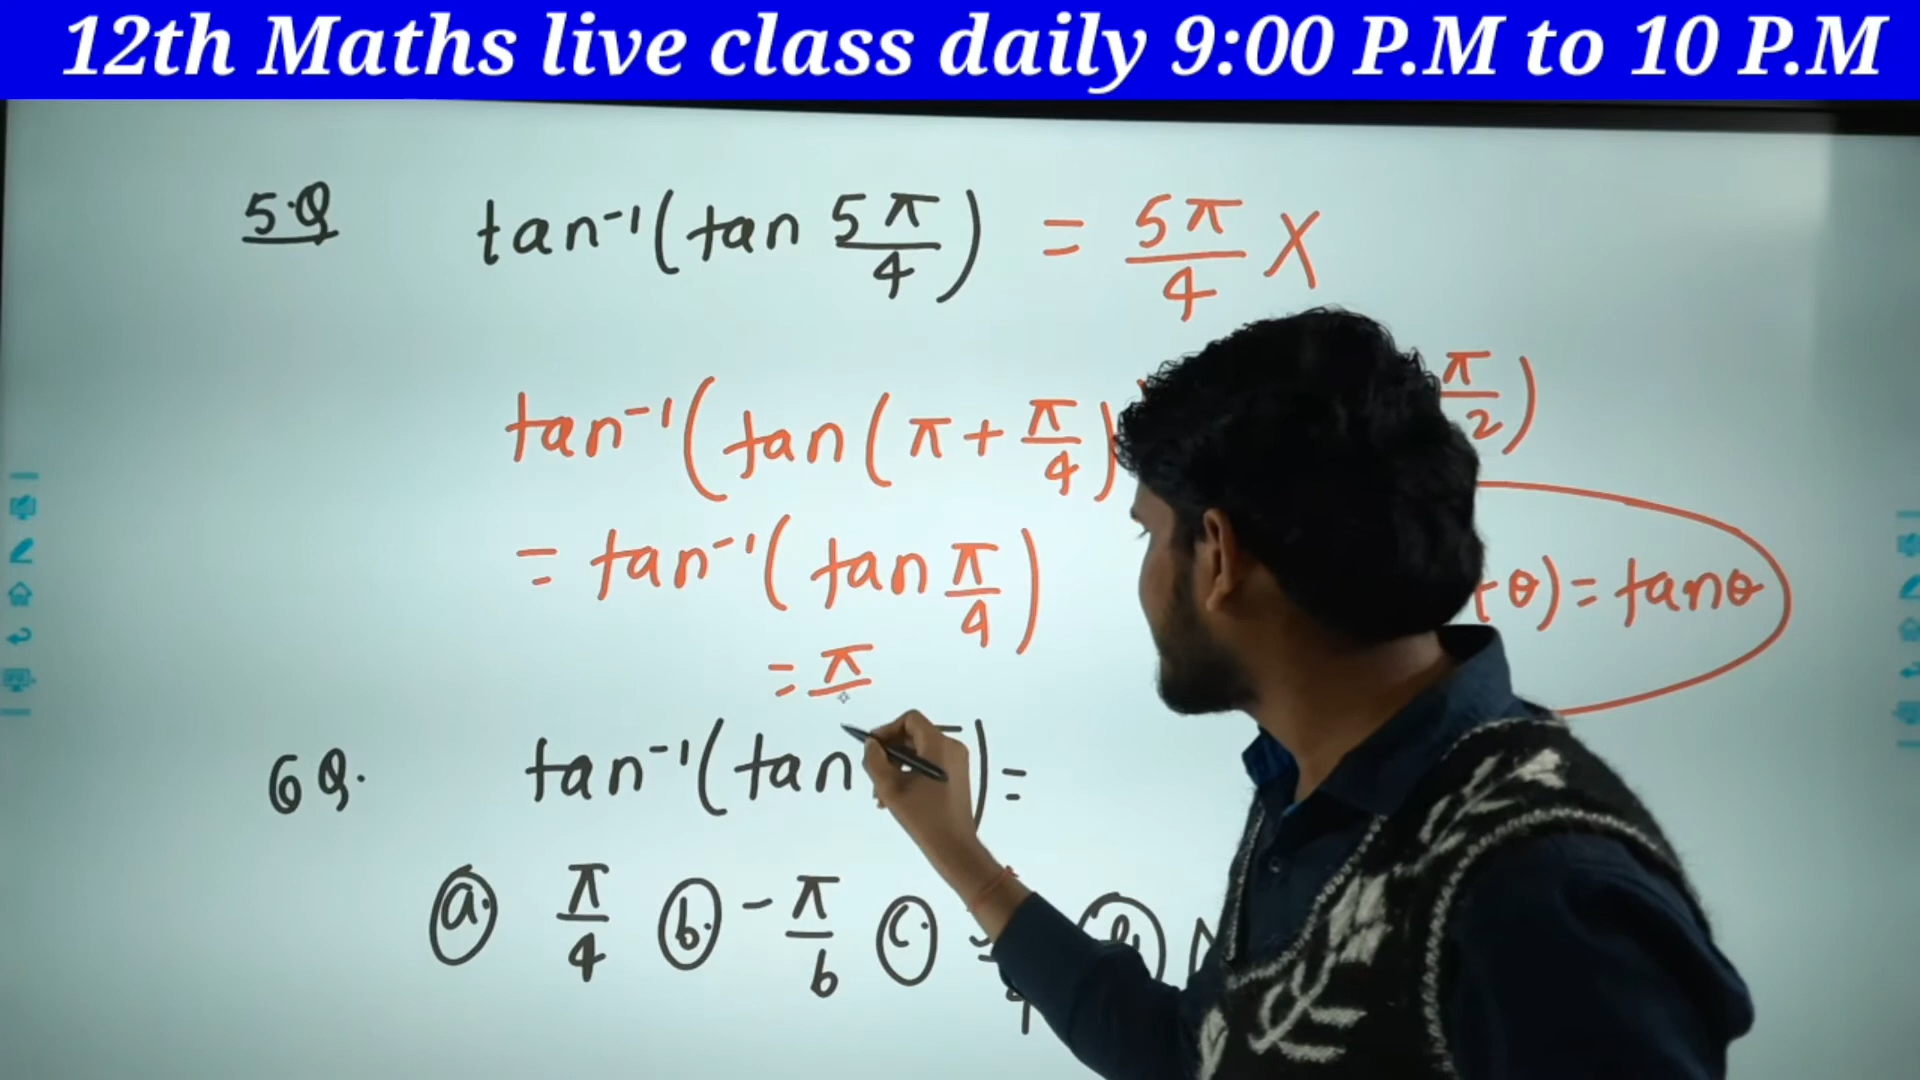 12th Maths live class daily 9:00 P.M to 10 P.M
5.Q tan⁻¹(tan 5π/4) = 5π/4 X
π/2)
tan⁻¹(tan(π+π/4)
= tan⁻¹(tan π/4)
θ) = tanθ
= π
6Q. tan⁻¹(tan ) =
a. π/4 b. -π/6 c.